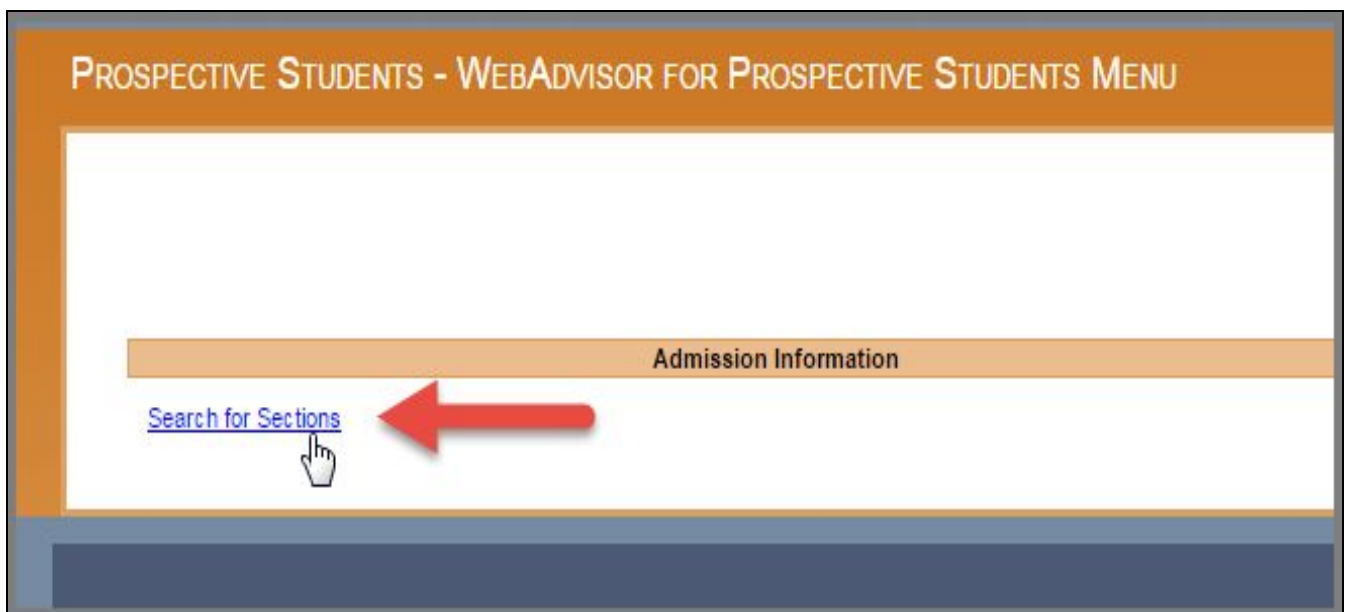 PROSPECTIVE STUDENTS - WEBADVISOR FOR PROSPECTIVE STUDENTS MENU
Admission Information
Search for Sections